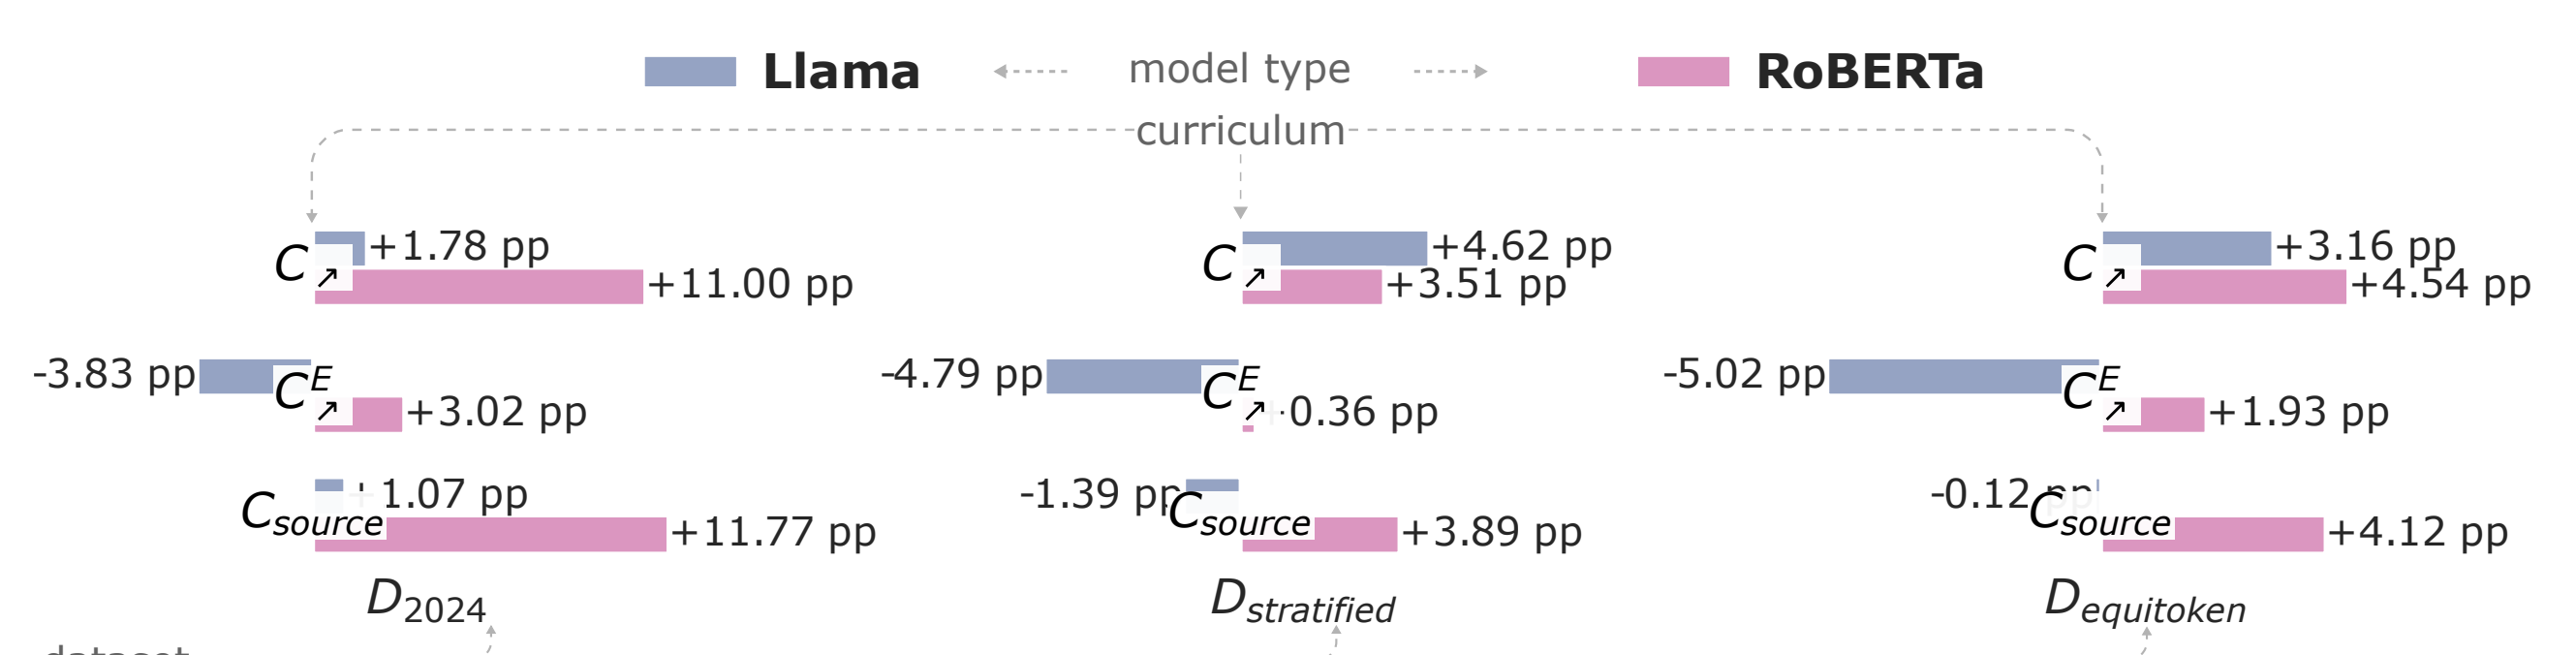 Llama model type RoBERTa
curriculum
C↗ +1.78 pp +11.00 pp
C↗ +4.62 pp +3.51 pp
C↗ +3.16 pp +4.54 pp
-3.83 pp C↗^E +3.02 pp
-4.79 pp C↗^E +0.36 pp
-5.02 pp C↗^E +1.93 pp
C_source +1.07 pp +11.77 pp
-1.39 pp C_source +3.89 pp
-0.12 pp C_source +4.12 pp
D_2024 D_stratified D_equitoken
dataset